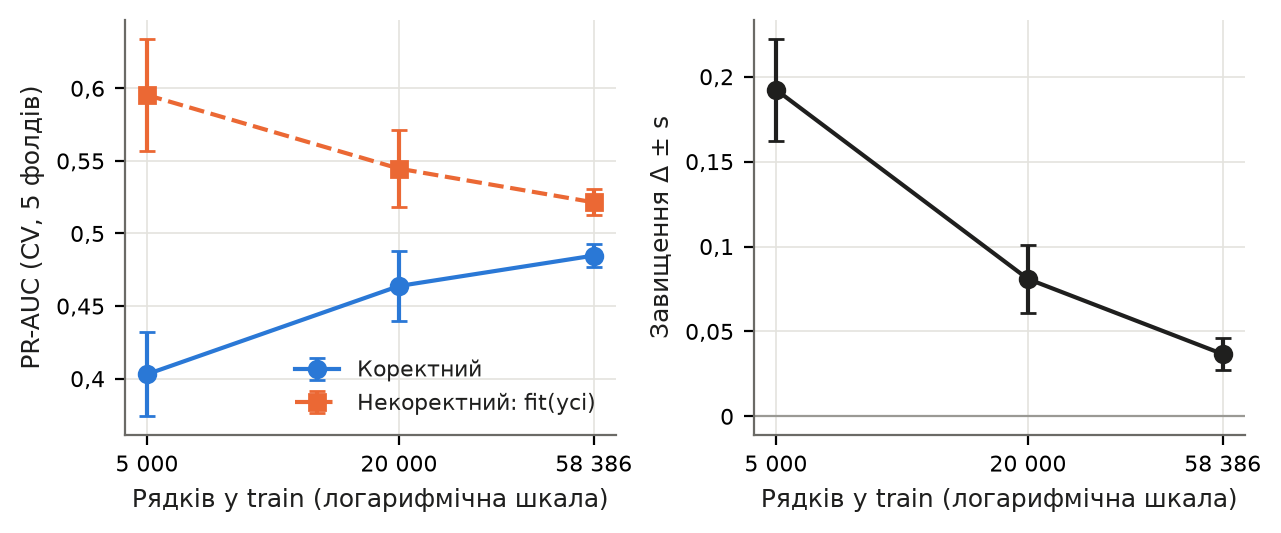 PR-AUC (CV, 5 фолдів)
0,6
0,55
0,5
0,45
0,4
Коректний
Некоректний: fit(усі)
5 000
20 000
58 386
Рядків у train (логарифмічна шкала)
Завищення Δ ± s
0,2
0,15
0,1
0,05
0
5 000
20 000
58 386
Рядків у train (логарифмічна шкала)